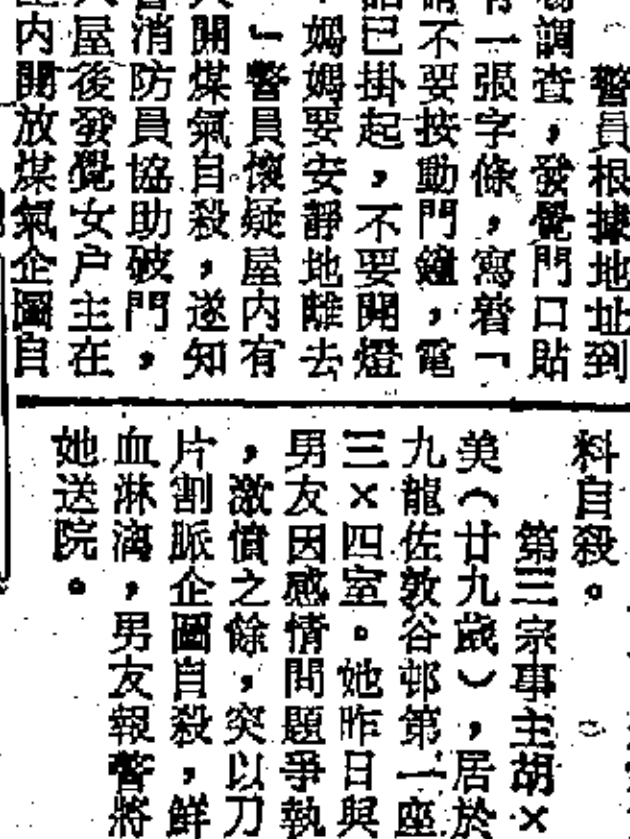 警員根據地址到
場調查，發覺門口貼
有一張字條，寫着「
請不要按動門鐘，電
話已掛起，不要開燈
，媽媽要安靜地離去
」警員懷疑屋內有
人開煤氣自殺，遂知
會消防員協助破門，
入屋後發覺女户主在
內開放煤氣企圖自
料自殺。
第三宗事主胡×
美（廿九歲），居於
九龍佐敦谷邨第一座
三×四室。她昨日與
男友因感情問題爭執
，激憤之餘，突以刀
片割脈企圖自殺，鮮
血淋漓，男友報警將
她送院。